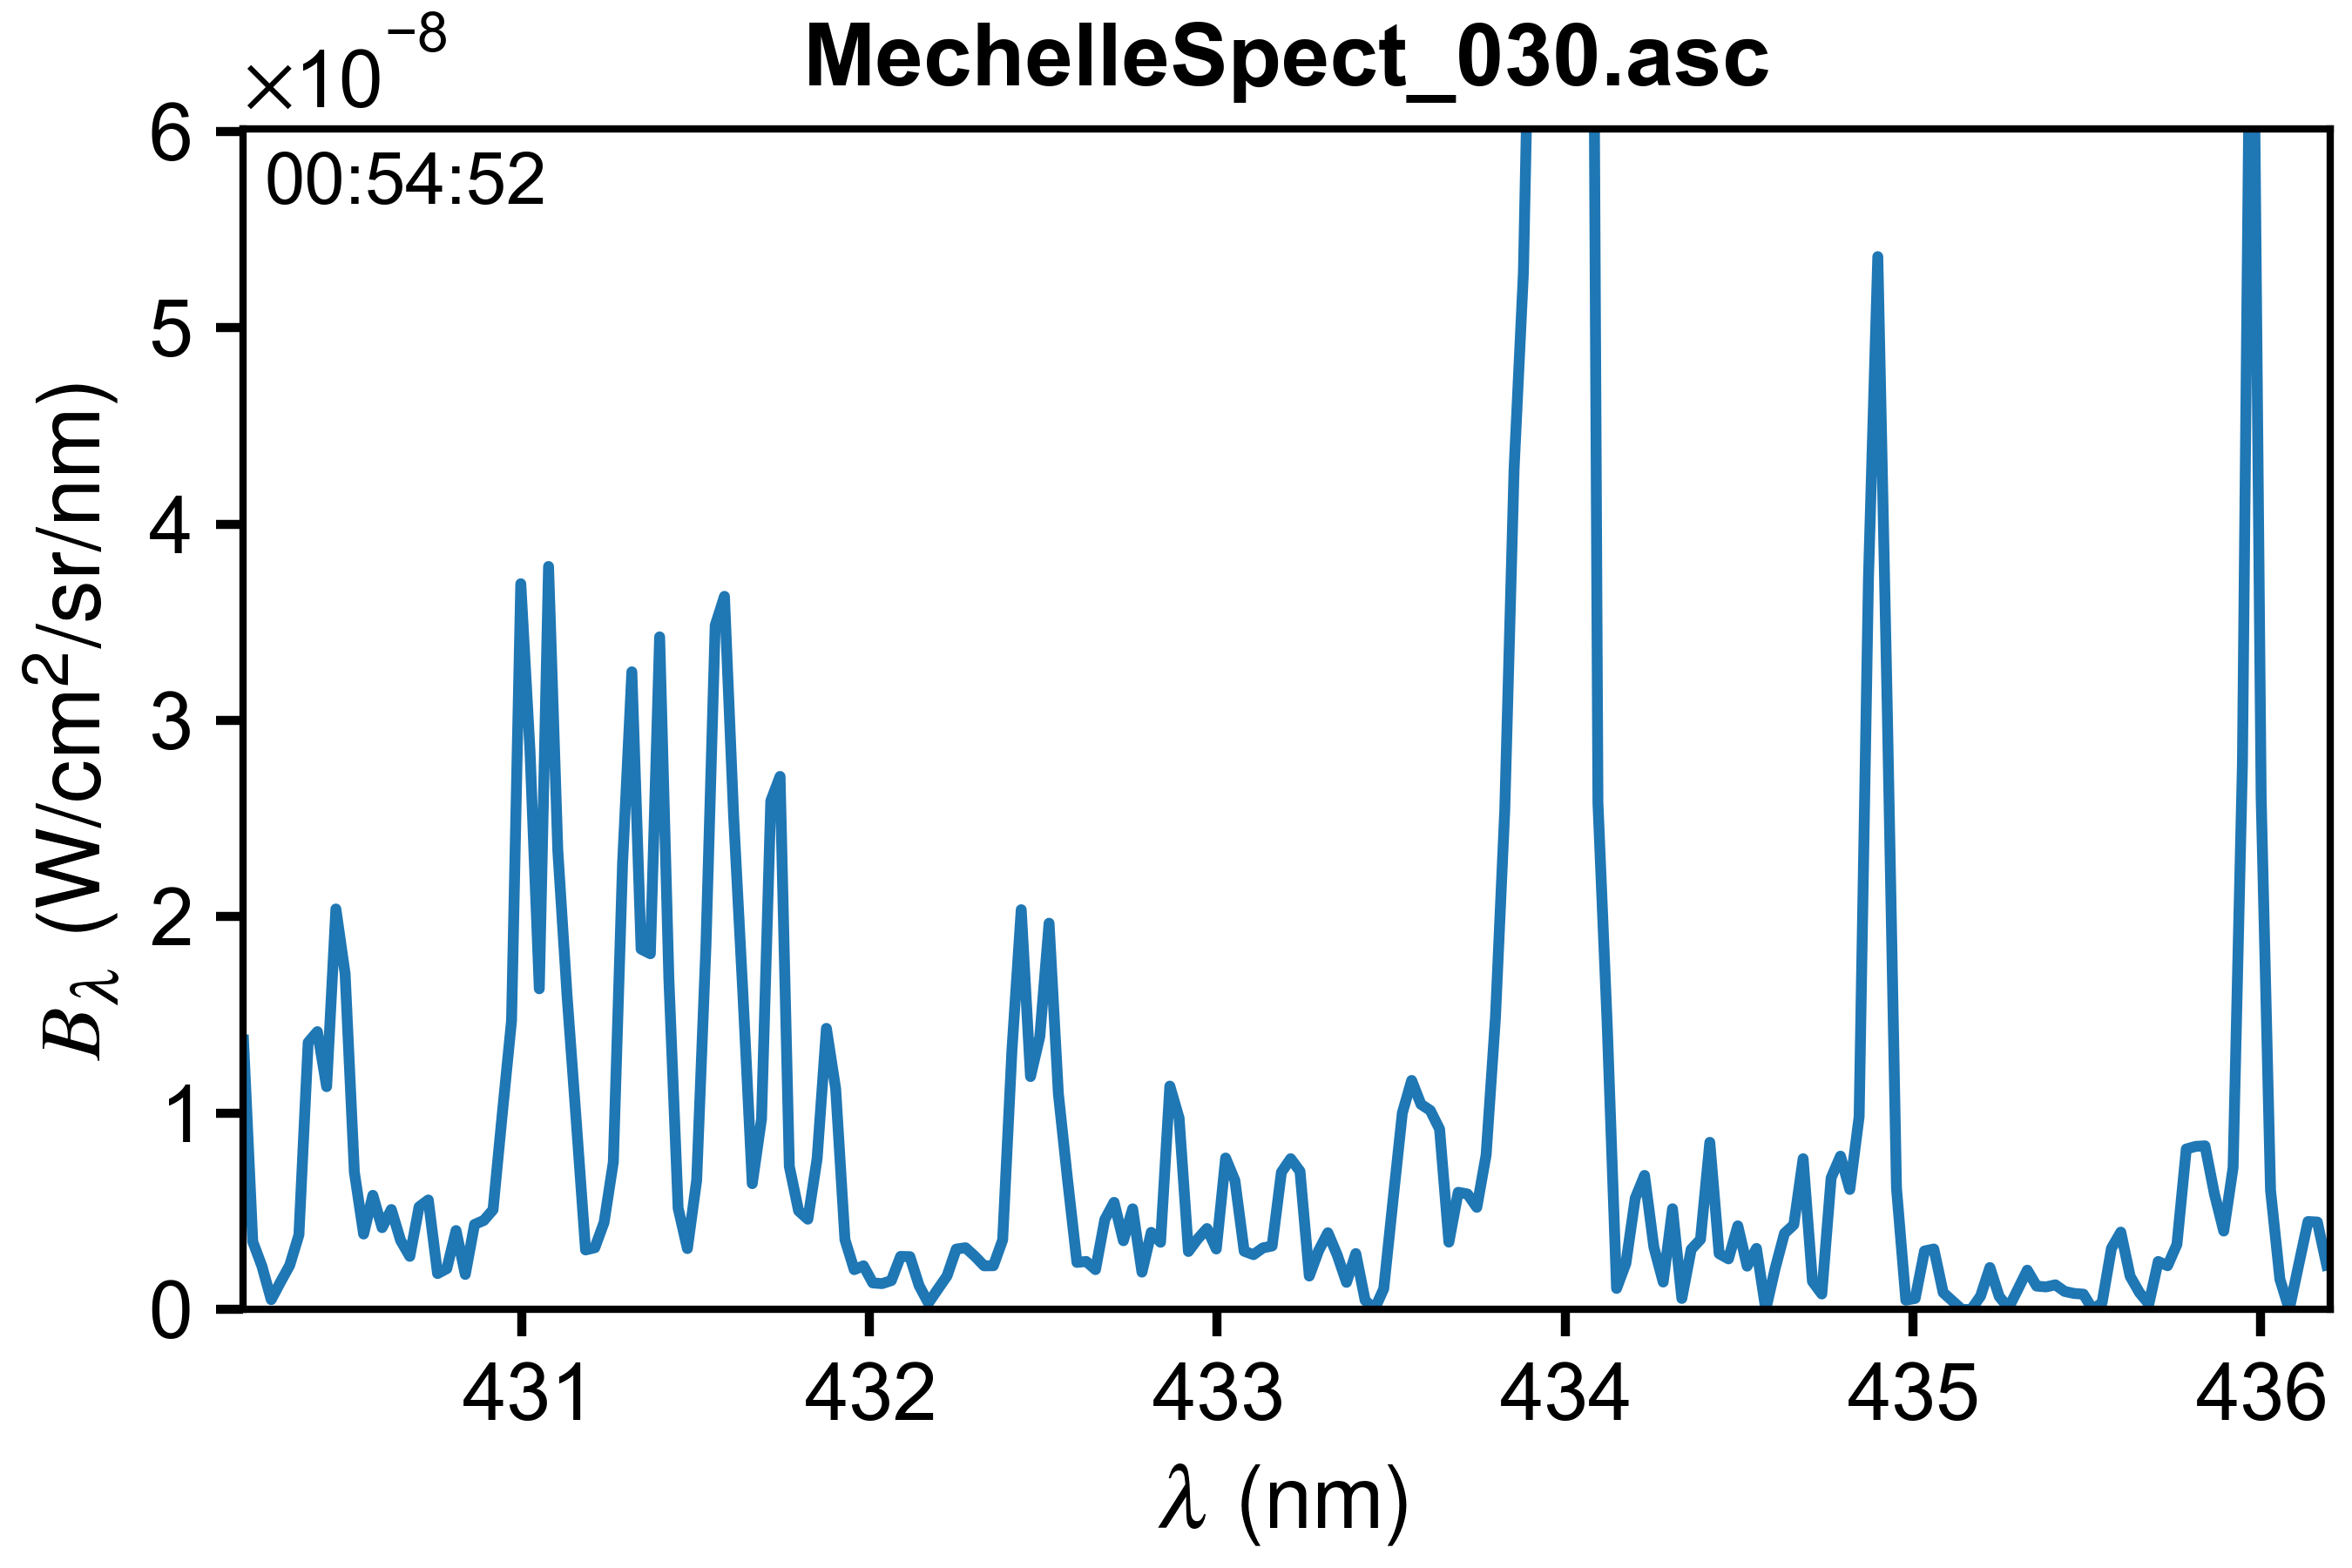 ×10⁻⁸
MechelleSpect_030.asc
00:54:52
6
5
4
3
2
1
0
B_λ (W/cm²/sr/nm)
431 432 433 434 435 436
λ (nm)